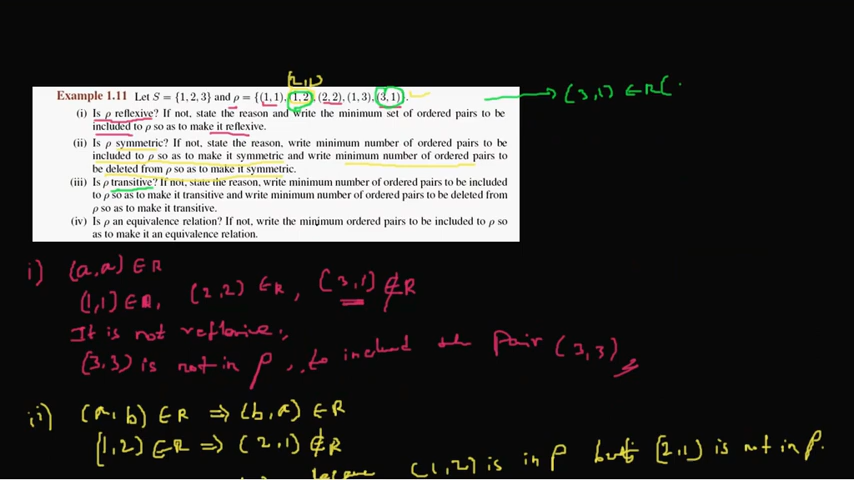 (2,1)
Example 1.11 Let S = {1, 2, 3} and ρ = {(1, 1), (1, 2), (2, 2), (1, 3), (3, 1)}.
→ (3,1) ∈ R (
(i) Is ρ reflexive? If not, state the reason and write the minimum set of ordered pairs to be
included to ρ so as to make it reflexive.
(ii) Is ρ symmetric? If not, state the reason, write minimum number of ordered pairs to be
included to ρ so as to make it symmetric and write minimum number of ordered pairs to
be deleted from ρ so as to make it symmetric.
(iii) Is ρ transitive? If not, state the reason, write minimum number of ordered pairs to be included
to ρ so as to make it transitive and write minimum number of ordered pairs to be deleted from
ρ so as to make it transitive.
(iv) Is ρ an equivalence relation? If not, write the minimum ordered pairs to be included to ρ so
as to make it an equivalence relation.
i) (a,a) ∈ R
(1,1) ∈ R, (2,2) ∈ R, (3,1) ∉ R
It is not reflexive.,
(3,3) is not in ρ, to includ the Pair (3,3)
ii) (a,b) ∈ R ⇒ (b,a) ∈ R
(1,2) ∈ R ⇒ (2,1) ∉ R
(1,2) is in ρ but (2,1) is not in ρ.